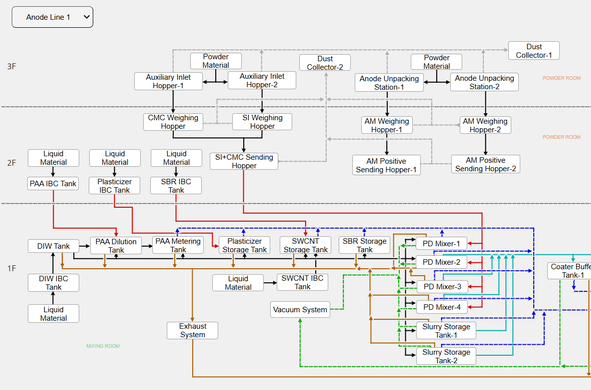 Anode Line 1
Dust
Collector-1
3F
Powder
Material
Dust
Collector-2
Powder
Material
POWDER ROOM
Auxiliary Inlet
Hopper-1
Auxiliary Inlet
Hopper-2
Anode Unpacking
Station-1
Anode Unpacking
Station-2
CMC Weighing
Hopper
SI Weighing
Hopper
AM Weighing
Hopper-1
AM Weighing
Hopper-2
POWDER ROOM
2F
Liquid
Material
Liquid
Material
Liquid
Material
SI+CMC Sending
Hopper
AM Positive
Sending Hopper-1
AM Positive
Sending Hopper-2
PAA IBC Tank
Plasticizer
IBC Tank
SBR IBC
Tank
DIW Tank
PAA Dilution
Tank
PAA Metering
Tank
Plasticizer
Storage Tank
SWCNT
Storage Tank
SBR Storage
Tank
PD Mixer-1
PD Mixer-2
1F
DIW IBC
Tank
Liquid
Material
SWCNT IBC
Tank
PD Mixer-3
Coater Buffe
Tank-1
Liquid
Material
Vacuum System
PD Mixer-4
Exhaust
System
Slurry Storage
Tank-1
MIXING ROOM
Slurry Storage
Tank-2